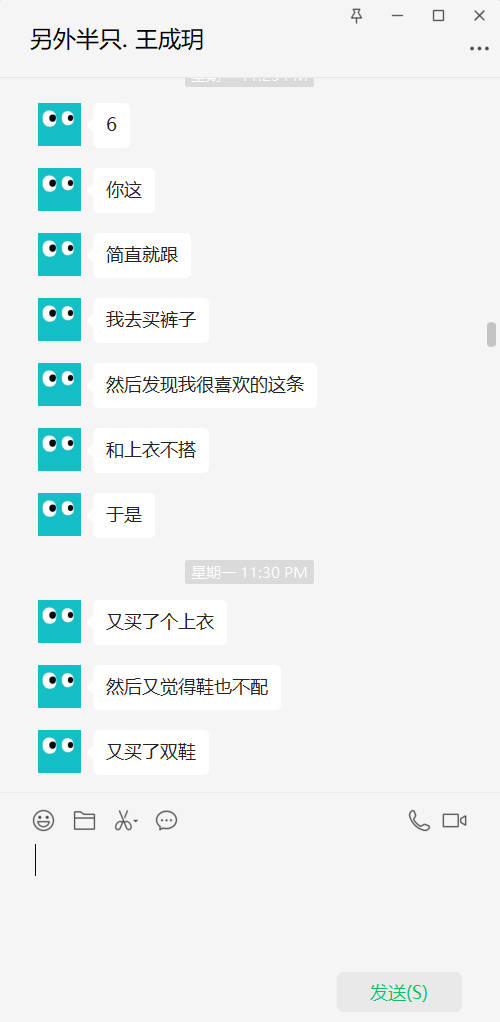 另外半只. 王成玥
6
你这
简直就跟
我去买裤子
然后发现我很喜欢的这条
和上衣不搭
于是
星期一 11:30 PM
又买了个上衣
然后又觉得鞋也不配
又买了双鞋
发送(S)